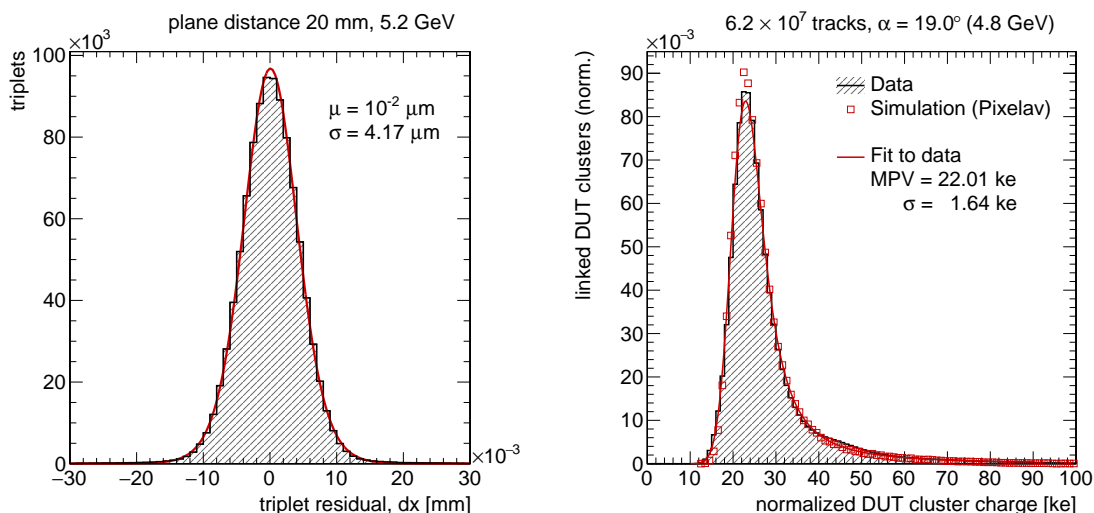 plane distance 20 mm, 5.2 GeV
×10³
triplets
100
80
60
40
20
0
μ = 10⁻² μm
σ = 4.17 μm
−30 −20 −10 0 10 20 30
×10⁻³
triplet residual, dx [mm]
6.2 × 10⁷ tracks, α = 19.0° (4.8 GeV)
×10⁻³
linked DUT clusters (norm.)
90
80
70
60
50
40
30
20
10
0
Data
Simulation (Pixelav)
Fit to data
MPV = 22.01 ke
σ = 1.64 ke
0 10 20 30 40 50 60 70 80 90 100
normalized DUT cluster charge [ke]